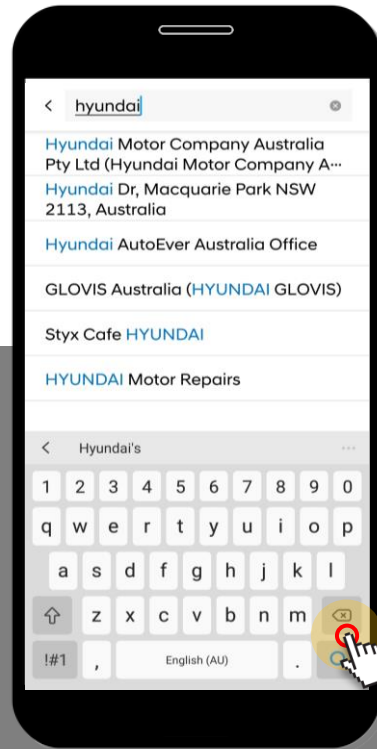 hyundai
Hyundai Motor Company Australia
Pty Ltd (Hyundai Motor Company A···
Hyundai Dr, Macquarie Park NSW
2113, Australia
Hyundai AutoEver Australia Office
GLOVIS Australia (HYUNDAI GLOVIS)
Styx Cafe HYUNDAI
HYUNDAI Motor Repairs
Hyundai's
1 2 3 4 5 6 7 8 9 0
q w e r t y u i o p
a s d f g h j k l
z x c v b n m
!#1 , English (AU) .